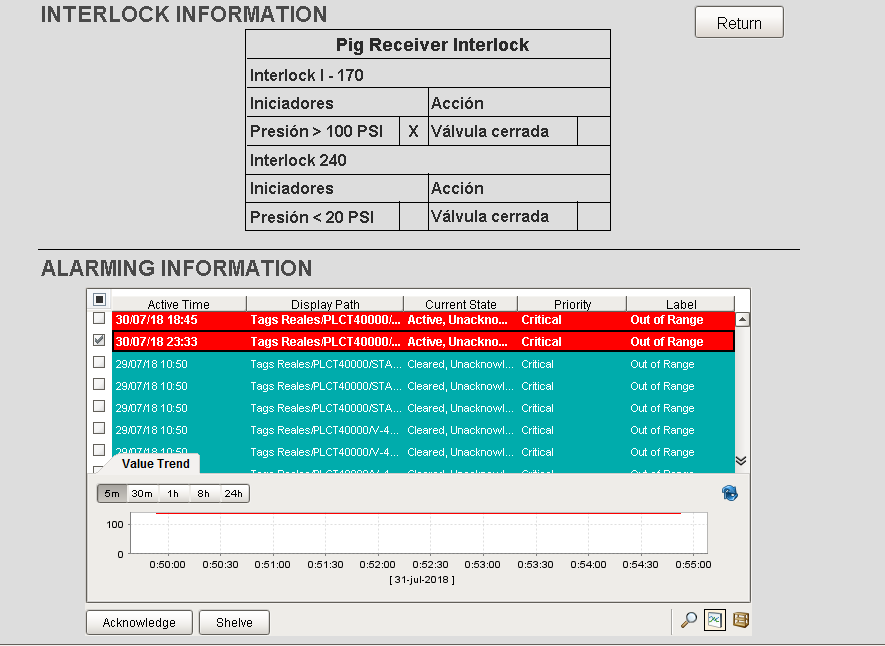 INTERLOCK INFORMATION
Return
Pig Receiver Interlock
Interlock I - 170
Iniciadores Acción
Presión > 100 PSI X Válvula cerrada
Interlock 240
Iniciadores Acción
Presión < 20 PSI Válvula cerrada
ALARMING INFORMATION
Active Time Display Path Current State Priority Label
30/07/18 18:45 Tags Reales/PLCT40000/... Active, Unackno... Critical Out of Range
30/07/18 23:33 Tags Reales/PLCT40000/... Active, Unackno... Critical Out of Range
29/07/18 10:50 Tags Reales/PLCT40000/STA... Cleared, Unacknowl... Critical Out of Range
29/07/18 10:50 Tags Reales/PLCT40000/STA... Cleared, Unacknowl... Critical Out of Range
29/07/18 10:50 Tags Reales/PLCT40000/STA... Cleared, Unacknowl... Critical Out of Range
29/07/18 10:50 Tags Reales/PLCT40000/V-4... Cleared, Unacknowl... Critical Out of Range
29/07/18 10:50 Tags Reales/PLCT40000/V-4... Cleared, Unacknowl... Critical Out of Range
Value Trend
5m 30m 1h 8h 24h
100
0
0:50:00 0:50:30 0:51:00 0:51:30 0:52:00 0:52:30 0:53:00 0:53:30 0:54:00 0:54:30 0:55:00
[ 31-jul-2018 ]
Acknowledge Shelve